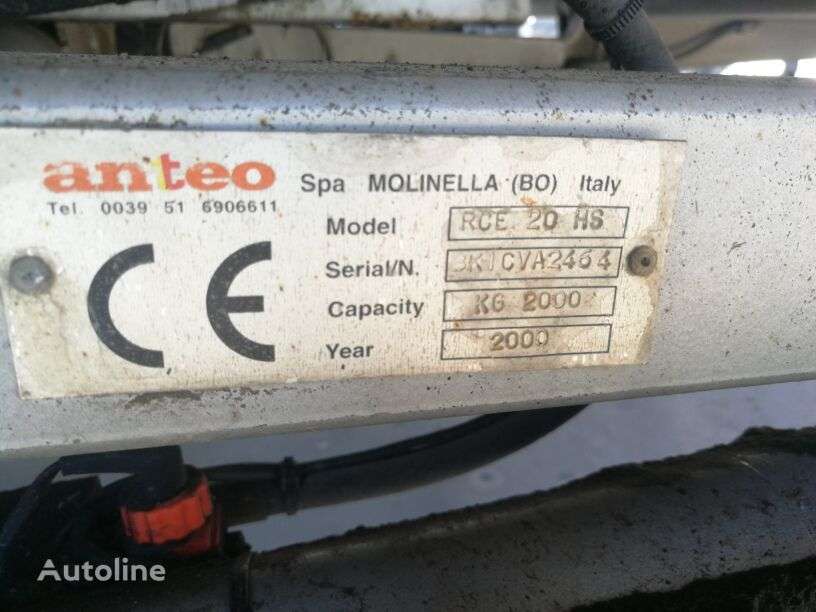 anteo Spa MOLINELLA (BO) Italy
Tel. 0039 51 6906611
Model RCE 20 HS
Serial/N.
Capacity KG 2000
Year 2000
CE
Autoline